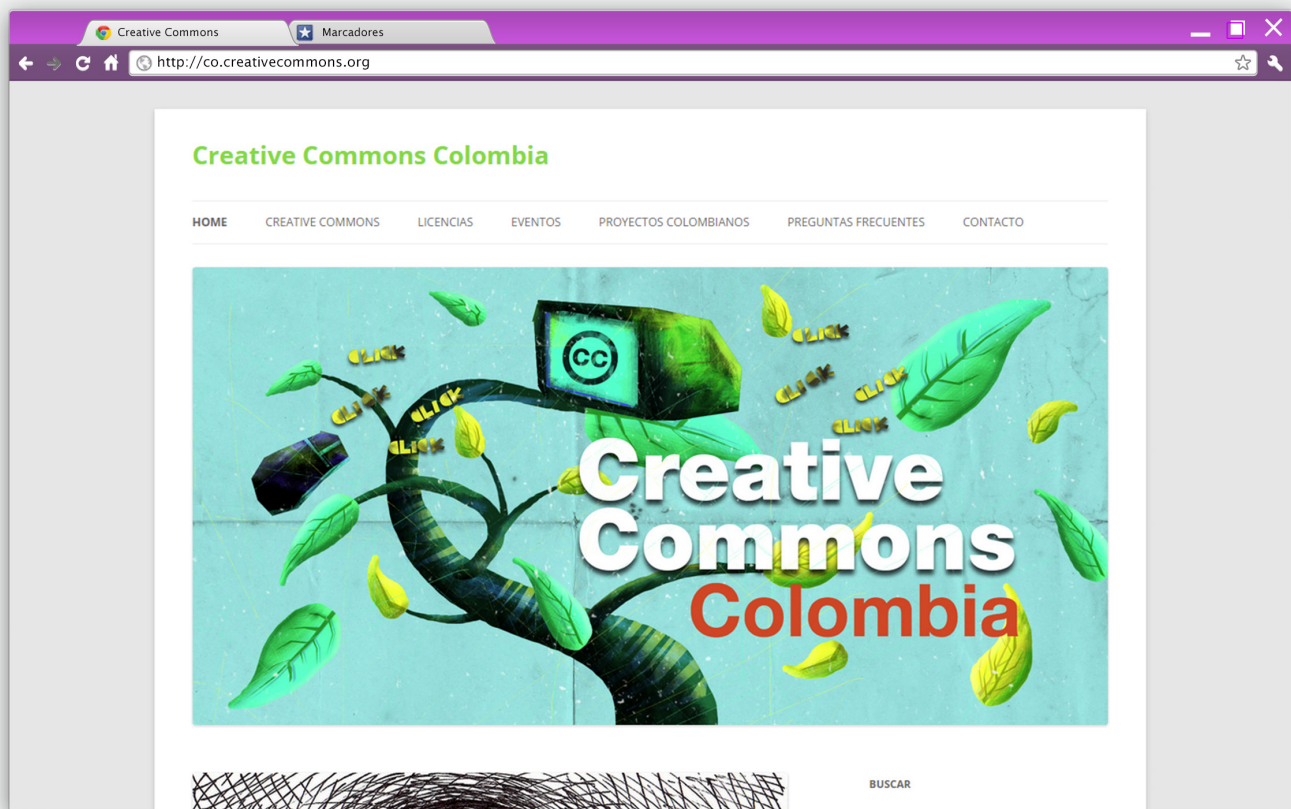 Creative Commons
Marcadores
http://co.creativecommons.org
Creative Commons Colombia
HOME CREATIVE COMMONS LICENCIAS EVENTOS PROYECTOS COLOMBIANOS PREGUNTAS FRECUENTES CONTACTO
CLICK
CLICK
CLICK
CLICK
CLICK
CLICK
CLICK
CLICK
CC
Creative
Commons
Colombia
BUSCAR